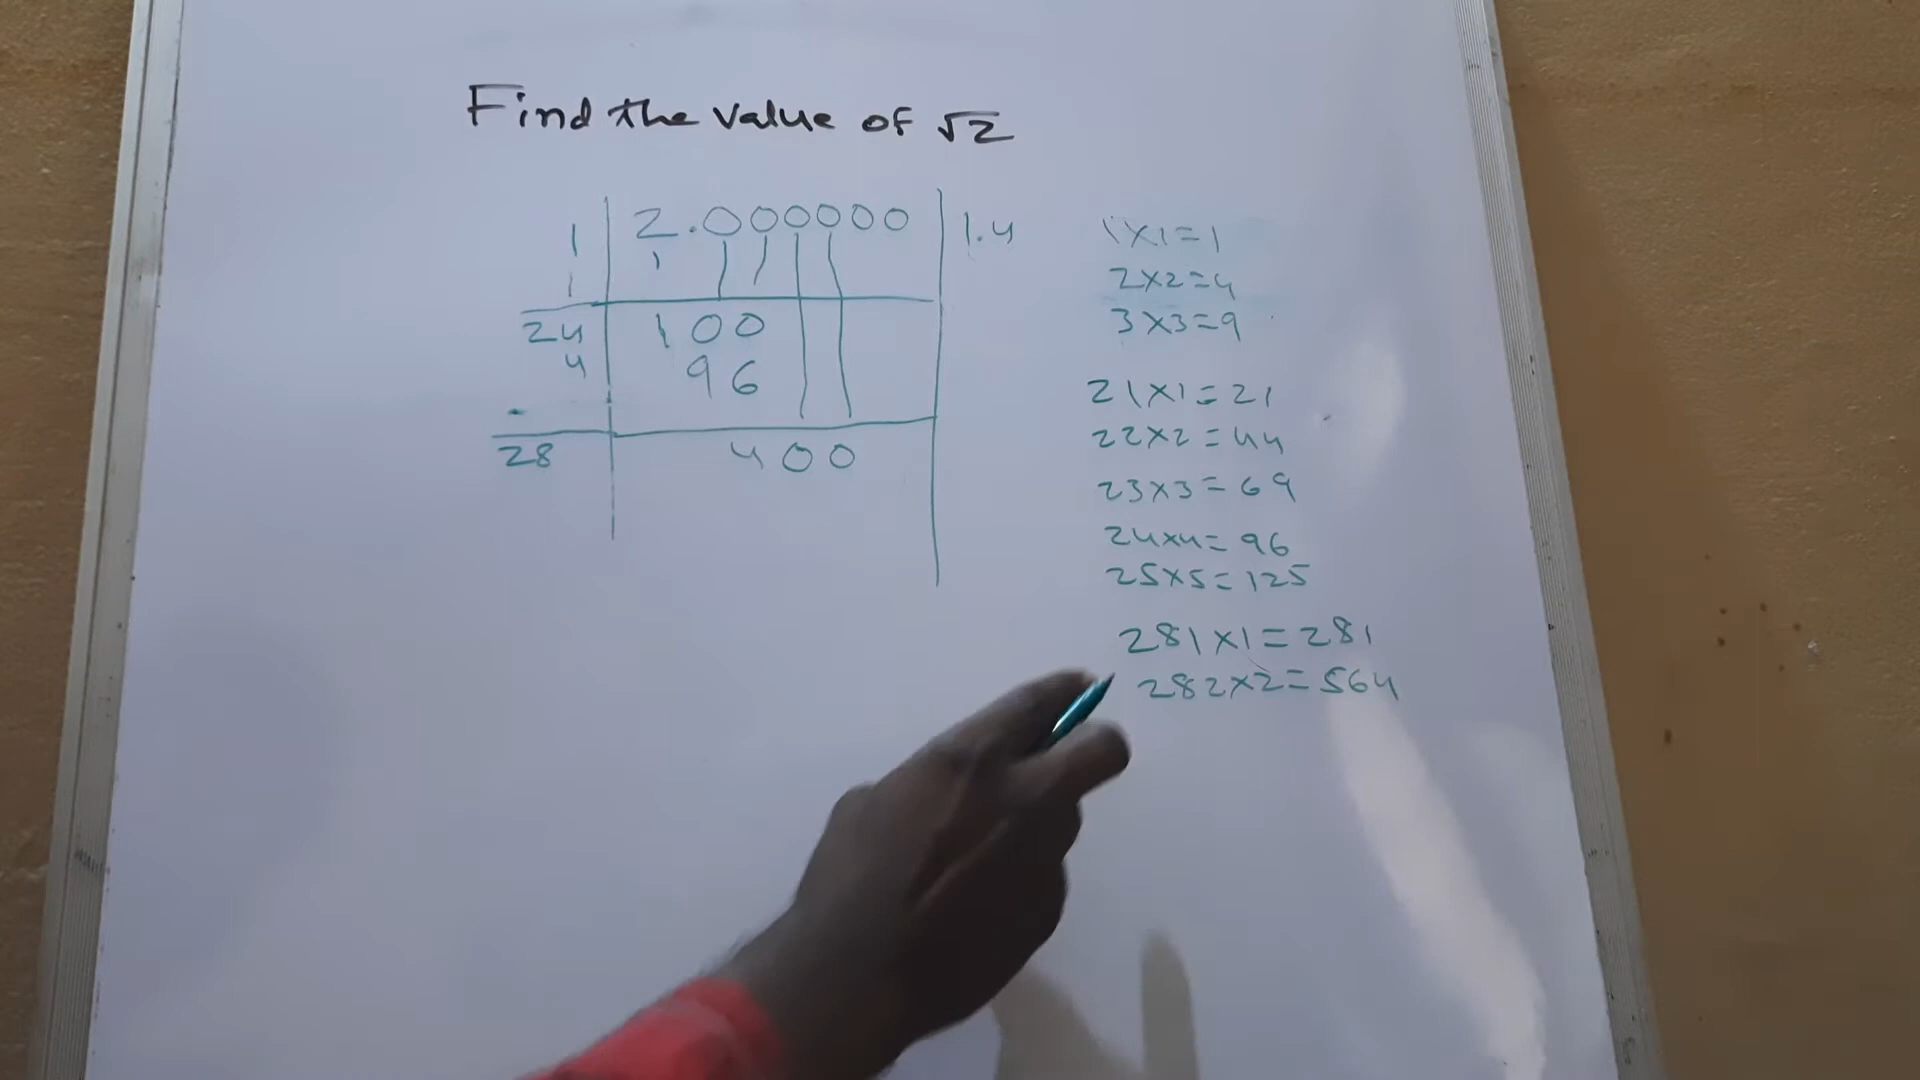 Find the value of √2
1 2.000000 1.4
1 1
24 100
4 96
28 400
1x1=1
2x2=4
3x3=9
21x1=21
22x2=44
23x3=69
24x4=96
25x5=125
281x1=281
282x2=564